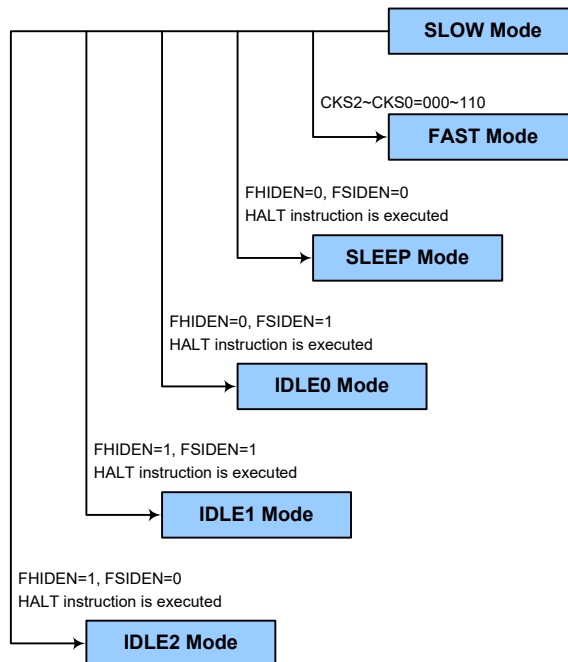 SLOW Mode
CKS2~CKS0=000~110
FAST Mode
FHIDEN=0, FSIDEN=0
HALT instruction is executed
SLEEP Mode
FHIDEN=0, FSIDEN=1
HALT instruction is executed
IDLE0 Mode
FHIDEN=1, FSIDEN=1
HALT instruction is executed
IDLE1 Mode
FHIDEN=1, FSIDEN=0
HALT instruction is executed
IDLE2 Mode